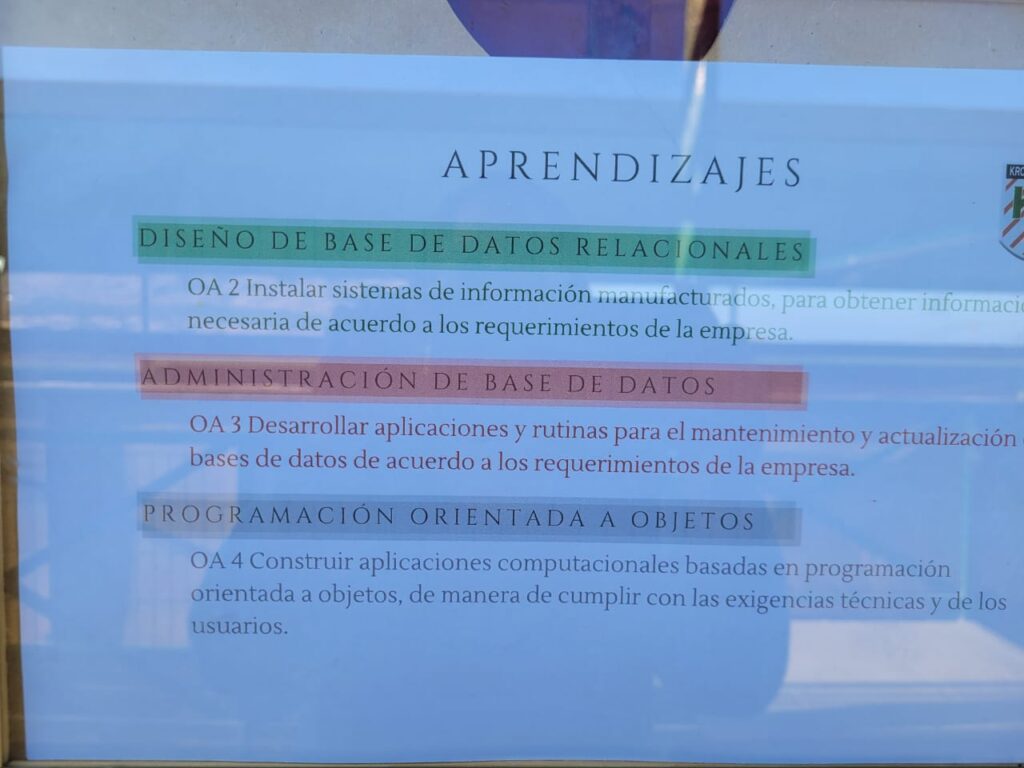 APRENDIZAJES
KRO
DISEÑO DE BASE DE DATOS RELACIONALES
OA 2 Instalar sistemas de información manufacturados, para obtener informació
necesaria de acuerdo a los requerimientos de la empresa.
ADMINISTRACIÓN DE BASE DE DATOS
OA 3 Desarrollar aplicaciones y rutinas para el mantenimiento y actualización
bases de datos de acuerdo a los requerimientos de la empresa.
PROGRAMACIÓN ORIENTADA A OBJETOS
OA 4 Construir aplicaciones computacionales basadas en programación
orientada a objetos, de manera de cumplir con las exigencias técnicas y de los
usuarios.